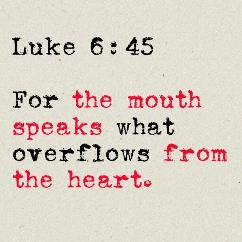 Luke 6:45
For the mouth
speaks what
overflows from
the heart.